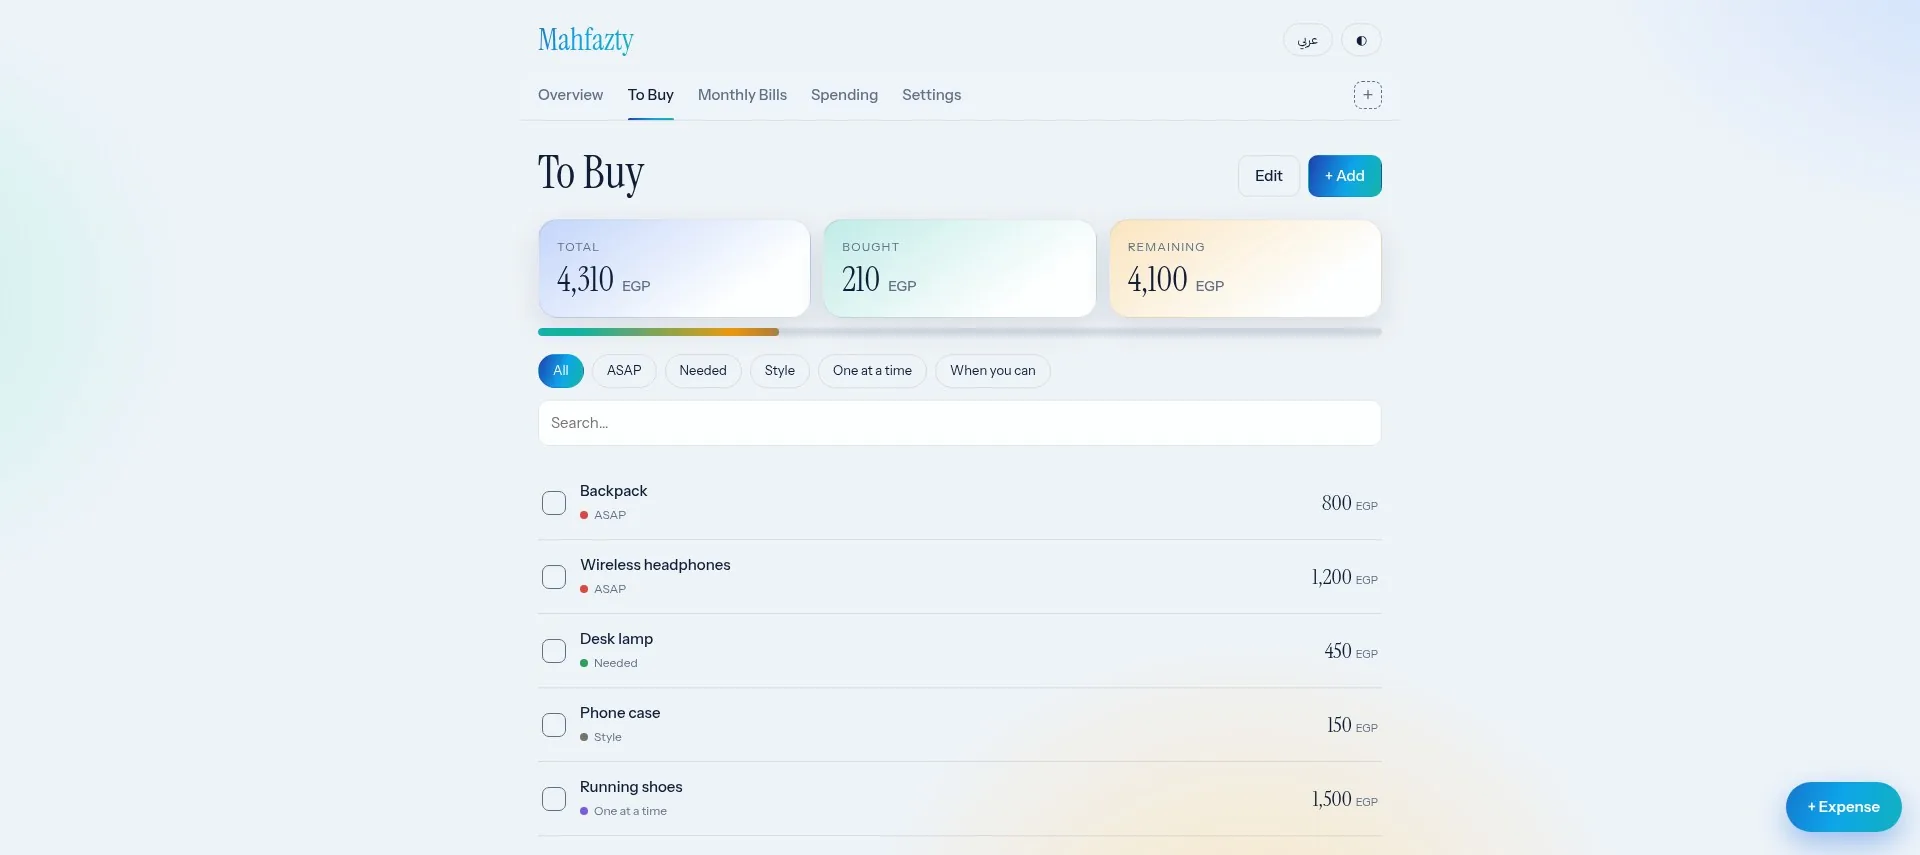 Mahfazty
عربي
Overview To Buy Monthly Bills Spending Settings +
To Buy
Edit + Add
TOTAL
4,310 EGP
BOUGHT
210 EGP
REMAINING
4,100 EGP
All ASAP Needed Style One at a time When you can
Search...
Backpack
ASAP
800 EGP
Wireless headphones
ASAP
1,200 EGP
Desk lamp
Needed
450 EGP
Phone case
Style
150 EGP
Running shoes
One at a time
1,500 EGP
+ Expense